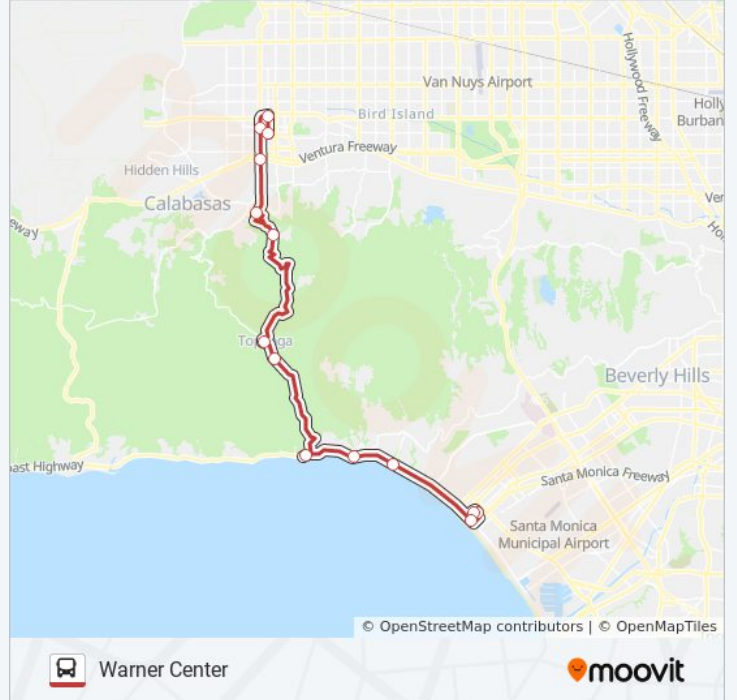 Van Nuys Airport
Hollywood Freeway
Bird Island
Holly
Burban
Ventura Freeway
Hidden Hills
Calabasas
Ver
Ho
eway
Topanga
Beverly Hills
oast Highway
Santa Monica Freeway
Santa Monica
Municipal Airport
© OpenStreetMap contributors | © OpenMapTiles
Warner Center
moovit